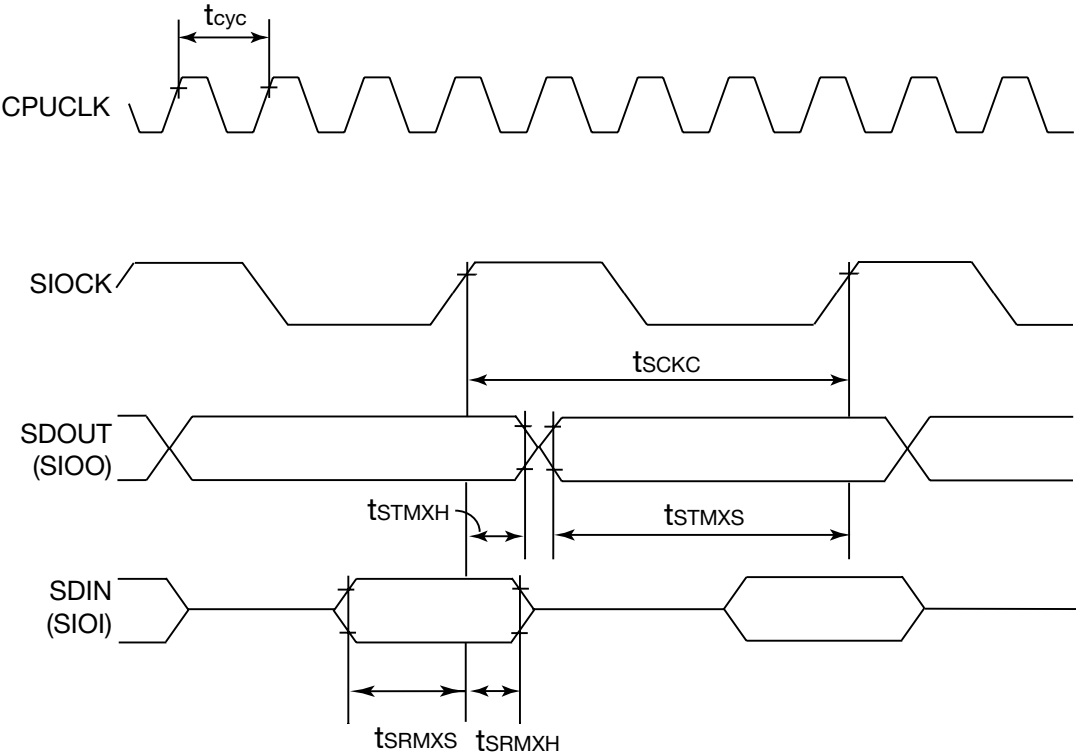 tcyc
CPUCLK
SIOCK
tSCKC
SDOUT
(SIOO)
tSTMXH
tSTMXS
SDIN
(SIOI)
tSRMXS
tSRMXH